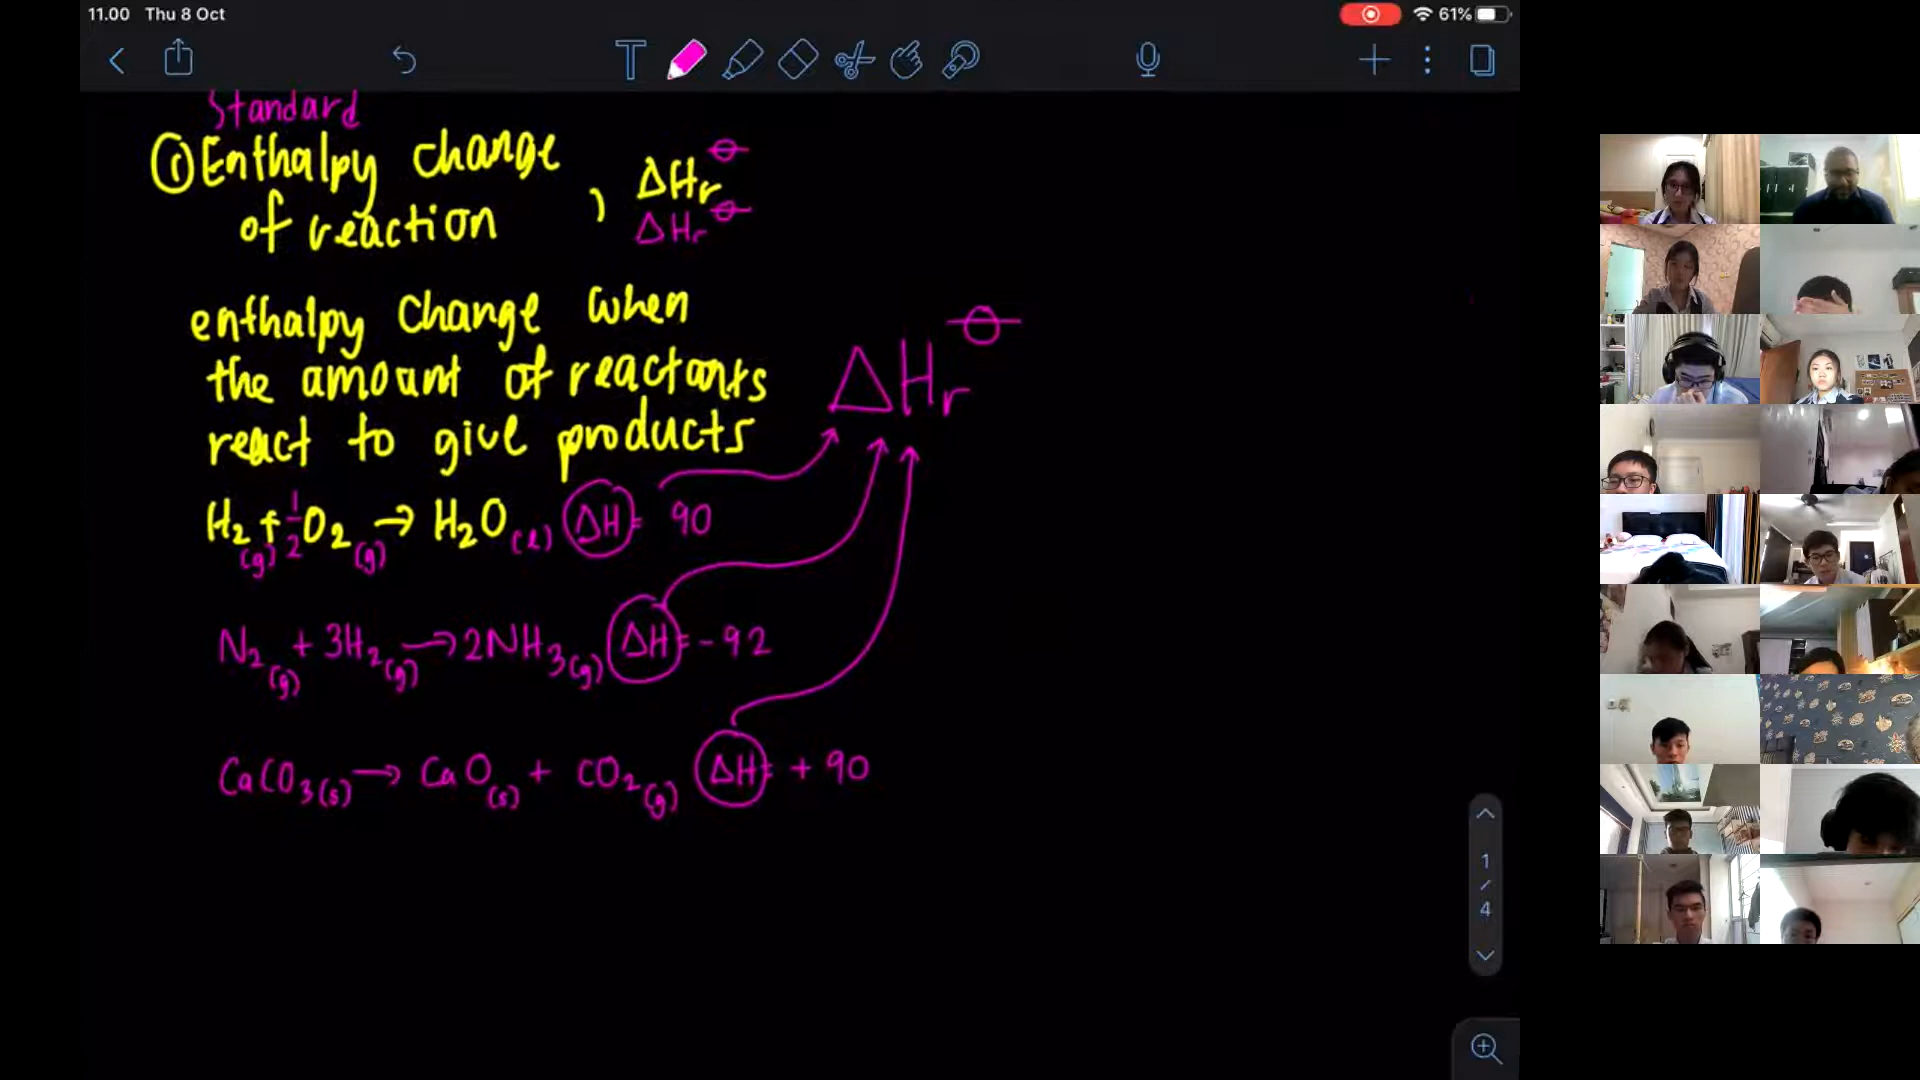 11.00 Thu 8 Oct
61%
T
Standard
① Enthalpy change
of reaction , ΔHr⊖
ΔHr⊖
enthalpy change when
the amount of reactants
react to give products
ΔHr⊖
H₂(g) + 1/2 O₂(g) → H₂O(l) ΔH = 90
N₂(g) + 3H₂(g) → 2NH₃(g) ΔH = -92
CaCO₃(s) → CaO(s) + CO₂(g) ΔH = + 90
1
/
4